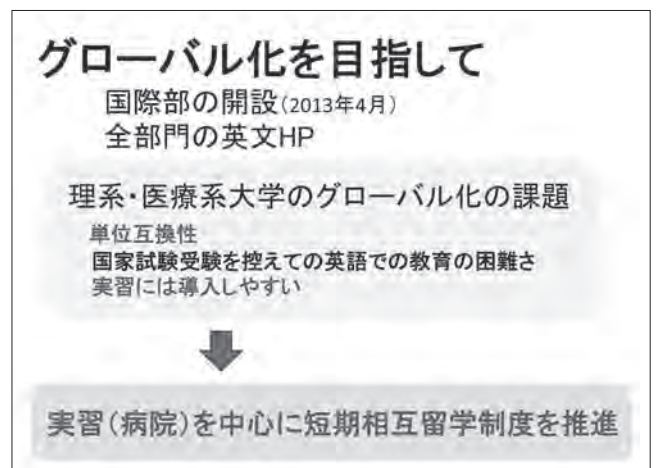 グローバル化を目指して
国際部の開設(2013年4月)
全部門の英文HP
理系・医療系大学のグローバル化の課題
単位互換性
国家試験受験を控えての英語での教育の困難さ
実習には導入しやすい
実習(病院)を中心に短期相互留学制度を推進